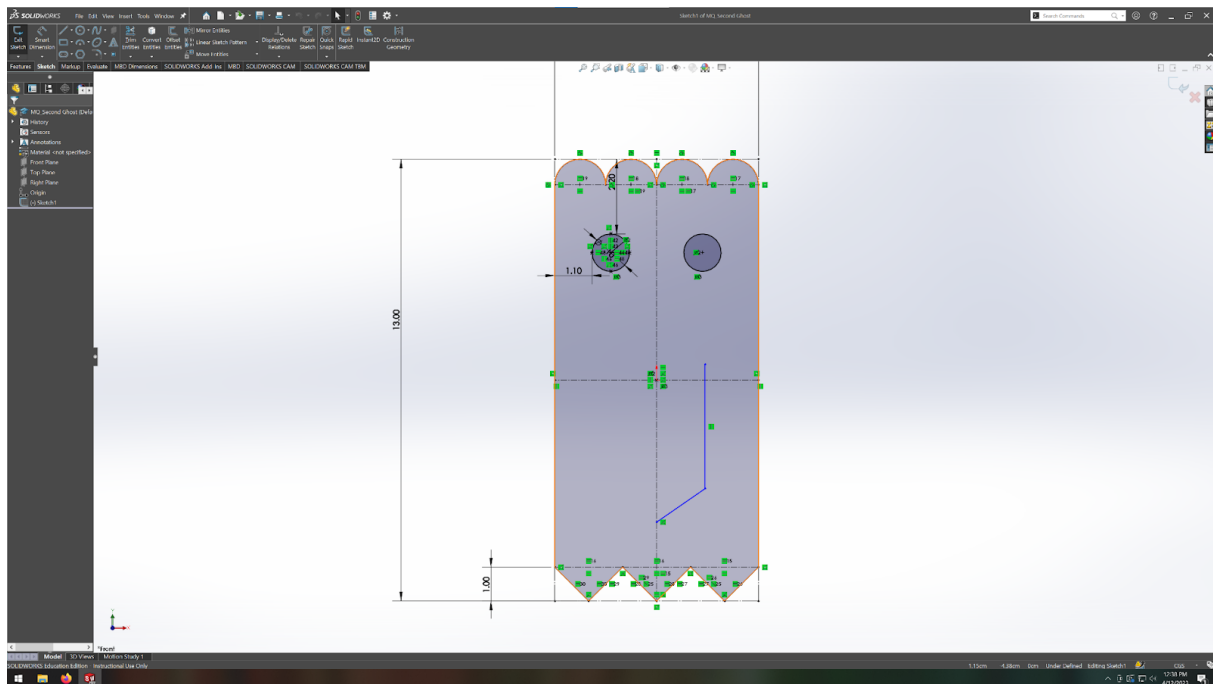 SOLIDWORKS File Edit View Insert Tools Window Sketch1 of MQ_Second Ghost Search Commands
Exit Sketch
Smart Dimension
Trim Entities
Convert Entities
Offset Entities
Mirror Entities
Linear Sketch Pattern
Move Entities
Display/Delete Relations
Repair Sketch
Quick Snaps
Rapid Sketch
Instant2D
Construction Geometry
Features Sketch Markup Evaluate MBD Dimensions SOLIDWORKS Add-Ins MBD SOLIDWORKS CAM SOLIDWORKS CAM TBM
MQ_Second Ghost (Defa
History
Sensors
Annotations
Material <not specified>
Front Plane
Top Plane
Right Plane
Origin
(-) Sketch1
2.20
1.10
13.00
1.00
*Front
Model 3D Views Motion Study 1
SOLIDWORKS Education Edition - Instructional Use Only
1.15cm 4.38cm 0cm Under Defined Editing Sketch1 CGS
12:38 PM